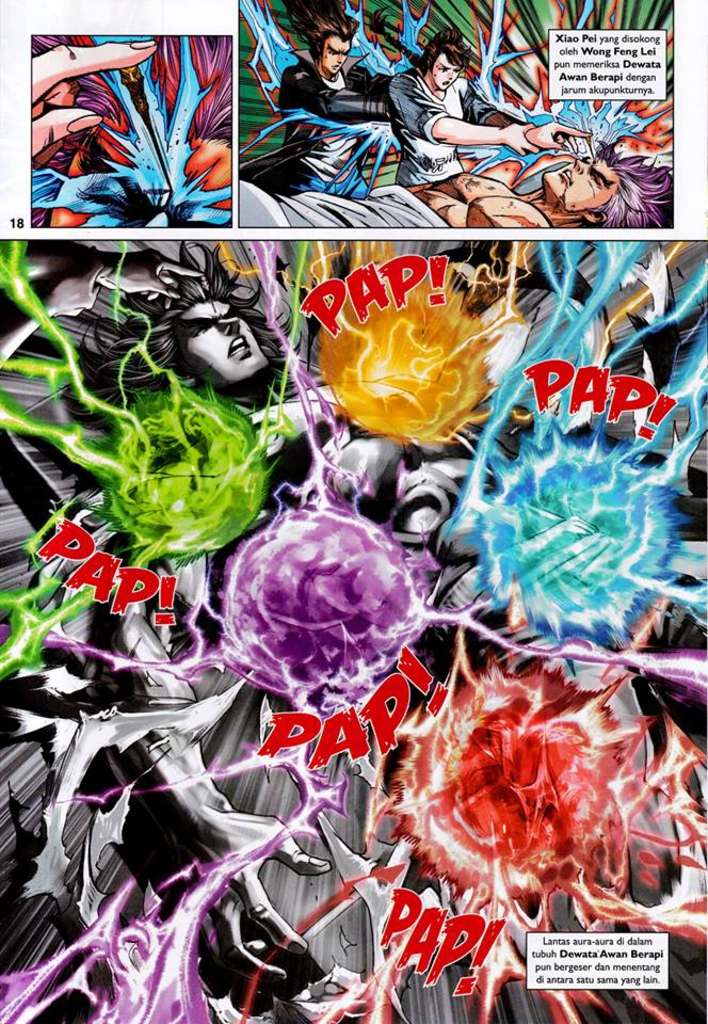 Xiao Pei yang disokong
oleh Wong Feng Lei
pun memeriksa Dewata
Awan Berapi dengan
jarum akupunkturnya.
18
PAP!
PAP!
PAP!
PAP!
PAP!
Lantas aura-aura di dalam
tubuh Dewata Awan Berapi
pun bergeser dan menentang
di antara satu sama yang lain.